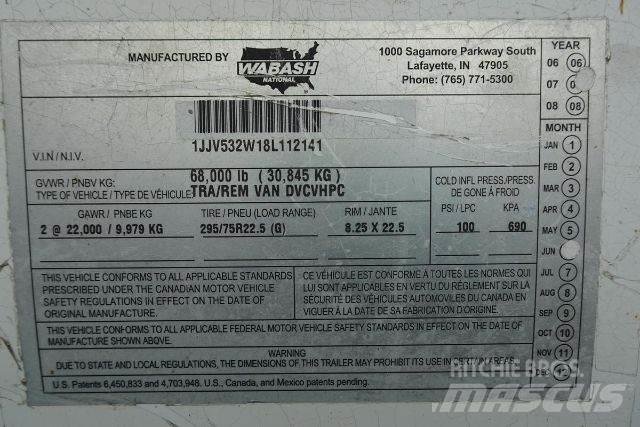 MANUFACTURED BY
WABASH
NATIONAL
1000 Sagamore Parkway South
Lafayette, IN 47905
Phone: (765) 771-5300
1JJV532W18L112141
V.I.N / N.I.V.
GVWR / PNBV KG: 68,000 lb ( 30,845 KG )
TYPE OF VEHICLE / TYPE DE VÉHICULE: TRA/REM VAN DVCVHPC
GAWR / PNBE KG TIRE / PNEU (LOAD RANGE) RIM / JANTE
2 @ 22,000 / 9,979 KG 295/75R22.5 (G) 8.25 X 22.5
COLD INFL PRESS./PRESS.
DE GONE À FROID
PSI / LPC KPA
100 690
THIS VEHICLE CONFORMS TO ALL APPLICABLE STANDARDS
PRESCRIBED UNDER THE CANADIAN MOTOR VEHICLE
SAFETY REGULATIONS IN EFFECT ON THE DATE OF
ORIGINAL MANUFACTURE.
CE VÉHICULE EST CONFORME À TOUTES LES NORMES QUI
LUI SONT APPLICABLES EN VERTU DU RÉGLEMENT SUR LA
SÉCURITÉ DES VÉHICULES AUTOMOBILES DU CANADA EN
VIGUER À LA DATE DE SA FABRICATION D'ORIGINE.
THIS VEHICLE CONFORMS TO ALL APPLICABLE FEDERAL MOTOR VEHICLE SAFETY STANDARDS IN EFFECT ON THE DATE OF
MANUFACTURE SHOWN ABOVE.
WARNING
DUE TO STATE AND LOCAL REGULATIONS, THE DIMENSIONS OF THIS TRAILER MAY PREVENT ITS USE IN CERTAIN AREAS.
U.S. Patents 6,450,833 and 4,703,948. U.S., Canada, and Mexico patents pending.
YEAR
06 06
07
08 08
MONTH
JAN 1
FEB 2
MAR 3
APR 4
MAY 5
JUN
JUL 7
AUG 8
SEP 9
OCT 10
NOV 11
DEC 12
RITCHIE BROS.
MASCUS